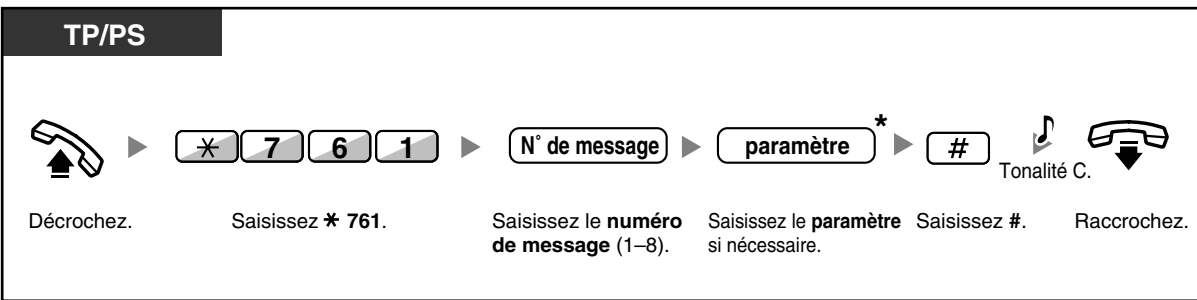 TP/PS
* 7 6 1 N° de message paramètre * #
Tonalité C.
Décrochez. Saisissez * 761. Saisissez le numéro Saisissez le paramètre Saisissez #. Raccrochez.
de message (1–8). si nécessaire.